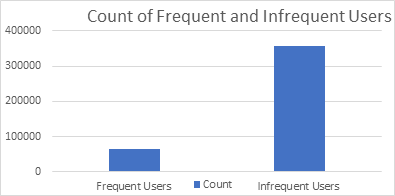 Count of Frequent and Infrequent Users
400000
300000
200000
100000
0
Frequent Users
Infrequent Users
Count